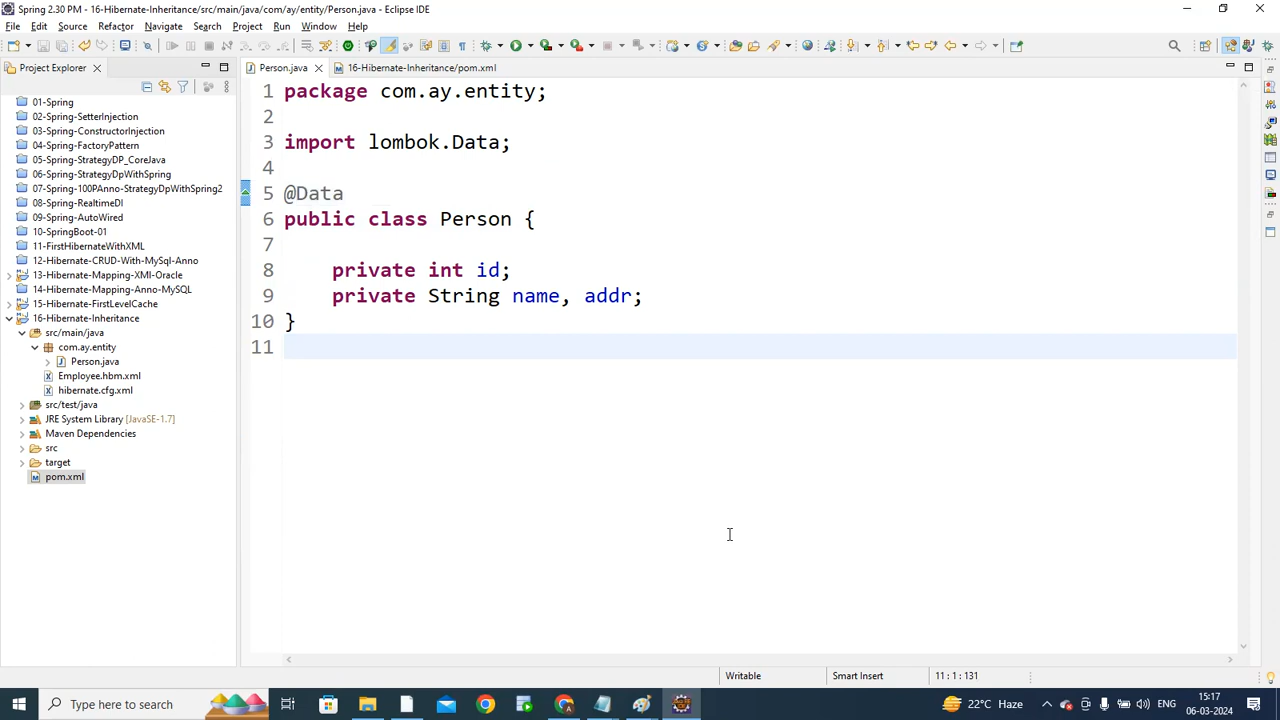 Spring 2.30 PM - 16-Hibernate-Inheritance/src/main/java/com/ay/entity/Person.java - Eclipse IDE
File Edit Source Refactor Navigate Search Project Run Window Help
Project Explorer
Person.java
16-Hibernate-Inheritance/pom.xml
01-Spring
02-Spring-SetterInjection
03-Spring-ConstructorInjection
04-Spring-FactoryPattern
05-Spring-StrategyDP_CoreJava
06-Spring-StrategyDpWithSpring
07-Spring-100PAnno-StrategyDpWithSpring2
08-Spring-RealtimeDI
09-Spring-AutoWired
10-SpringBoot-01
11-FirstHibernateWithXML
12-Hibernate-CRUD-With-MySql-Anno
13-Hibernate-Mapping-XMl-Oracle
14-Hibernate-Mapping-Anno-MySQL
15-Hibernate-FirstLevelCache
16-Hibernate-Inheritance
src/main/java
com.ay.entity
Person.java
Employee.hbm.xml
hibernate.cfg.xml
src/test/java
JRE System Library [JavaSE-1.7]
Maven Dependencies
src
target
pom.xml
1 package com.ay.entity;
2
3 import lombok.Data;
4
5 @Data
6 public class Person {
7
8 private int id;
9 private String name, addr;
10 }
11
Writable
Smart Insert
11 : 1 : 131
Type here to search
22°C Haze
ENG
15:17
06-03-2024